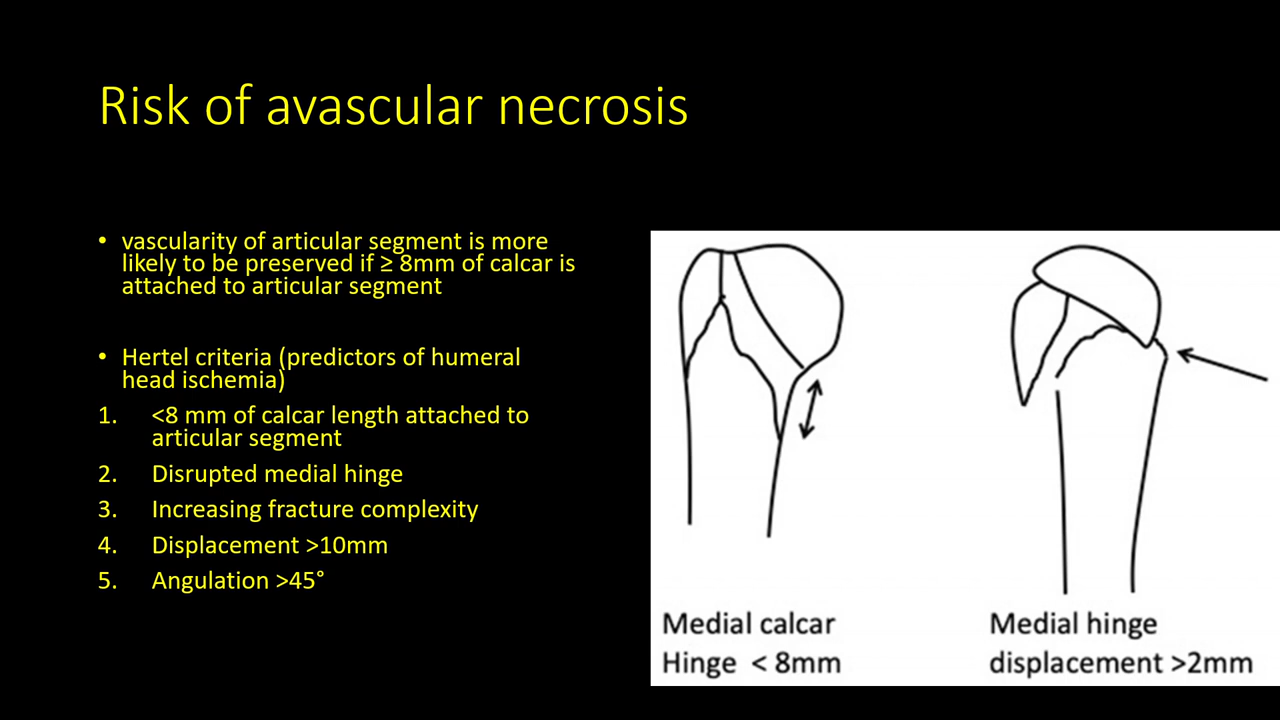 Risk of avascular necrosis
• vascularity of articular segment is more
likely to be preserved if ≥ 8mm of calcar is
attached to articular segment
• Hertel criteria (predictors of humeral
head ischemia)
1. <8 mm of calcar length attached to
articular segment
2. Disrupted medial hinge
3. Increasing fracture complexity
4. Displacement >10mm
5. Angulation >45°
Medial calcar
Hinge < 8mm
Medial hinge
displacement >2mm